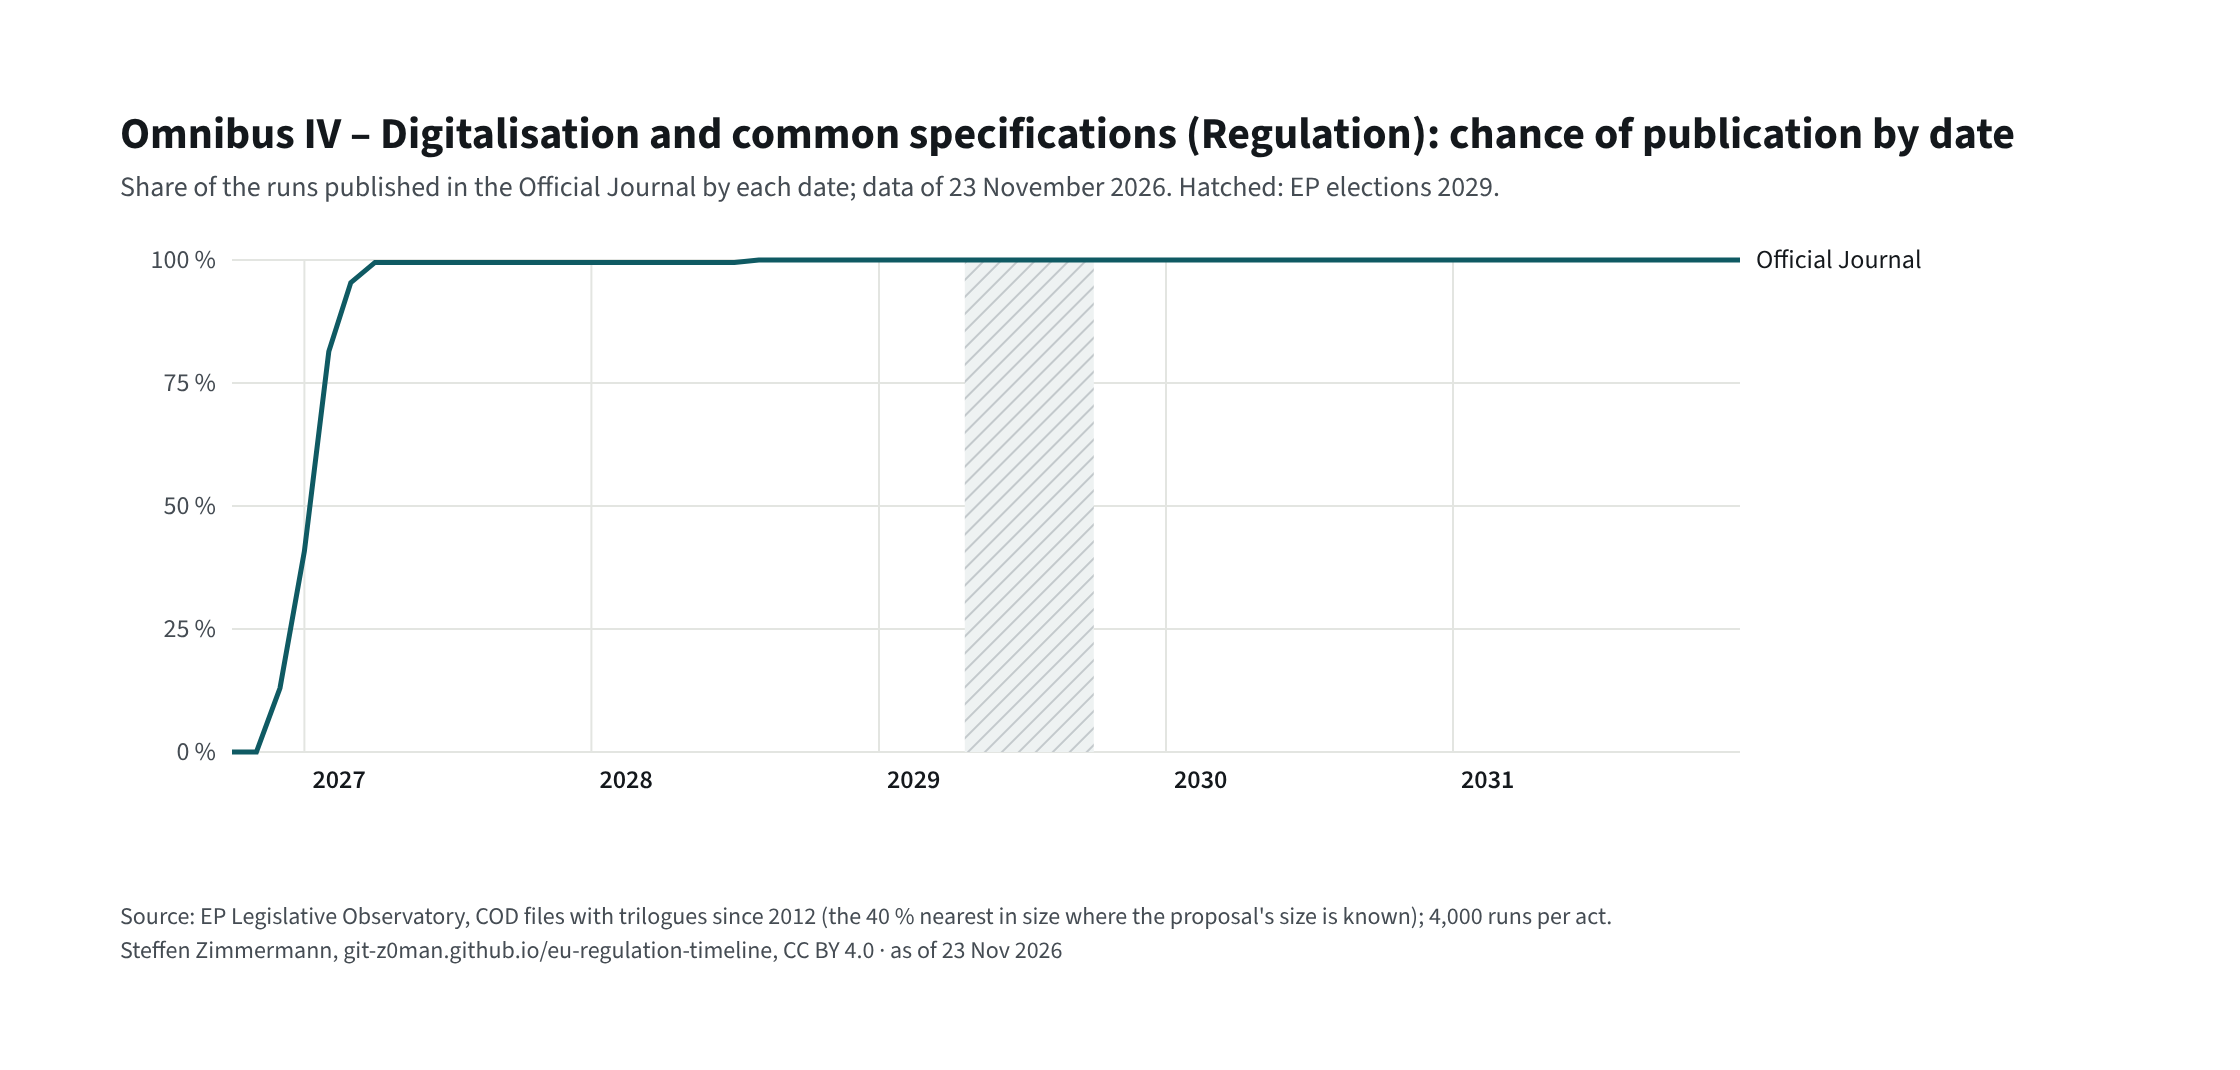 Omnibus IV – Digitalisation and common specifications (Regulation): chance of publication by date
Share of the runs published in the Official Journal by each date; data of 23 November 2026. Hatched: EP elections 2029.
100 %
Official Journal
75 %
50 %
25 %
0 %
2027 2028 2029 2030 2031
Source: EP Legislative Observatory, COD files with trilogues since 2012 (the 40 % nearest in size where the proposal's size is known); 4,000 runs per act.
Steffen Zimmermann, git-z0man.github.io/eu-regulation-timeline, CC BY 4.0 · as of 23 Nov 2026